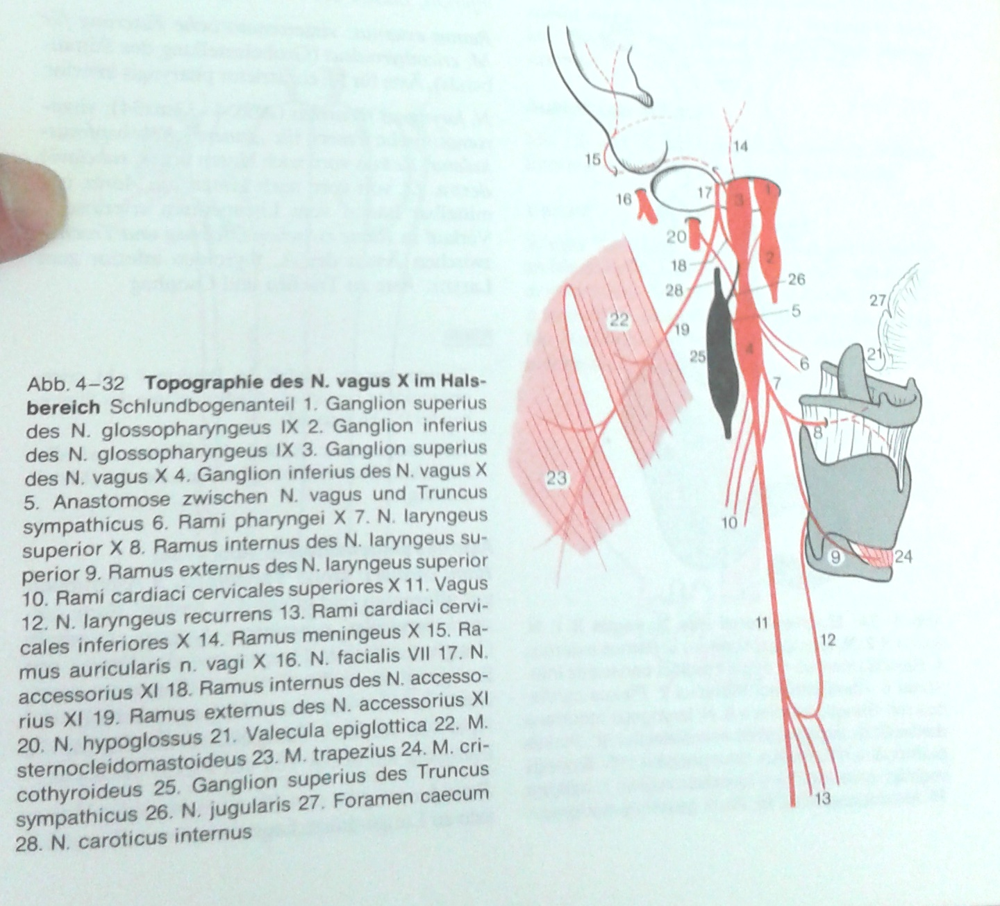 Abb. 4–32 Topographie des N. vagus X im Hals-
bereich Schlundbogenanteil 1. Ganglion superius
des N. glossopharyngeus IX 2. Ganglion inferius
des N. glossopharyngeus IX 3. Ganglion superius
des N. vagus X 4. Ganglion inferius des N. vagus X
5. Anastomose zwischen N. vagus und Truncus
sympathicus 6. Rami pharyngei X 7. N. laryngeus
superior X 8. Ramus internus des N. laryngeus su-
perior 9. Ramus externus des N. laryngeus superior
10. Rami cardiaci cervicales superiores X 11. Vagus
12. N. laryngeus recurrens 13. Rami cardiaci cervi-
cales inferiores X 14. Ramus meningeus X 15. Ra-
mus auricularis n. vagi X 16. N. facialis VII 17. N.
accessorius XI 18. Ramus internus des N. accesso-
rius XI 19. Ramus externus des N. accessorius XI
20. N. hypoglossus 21. Valecula epiglottica 22. M.
sternocleidomastoideus 23. M. trapezius 24. M. cri-
cothyroideus 25. Ganglion superius des Truncus
sympathicus 26. N. jugularis 27. Foramen caecum
28. N. caroticus internus
14
15
17
3
1
16
20
2
18
26
28
27
5
22
19
4
21
25
6
7
8
23
10
9
24
11
12
13